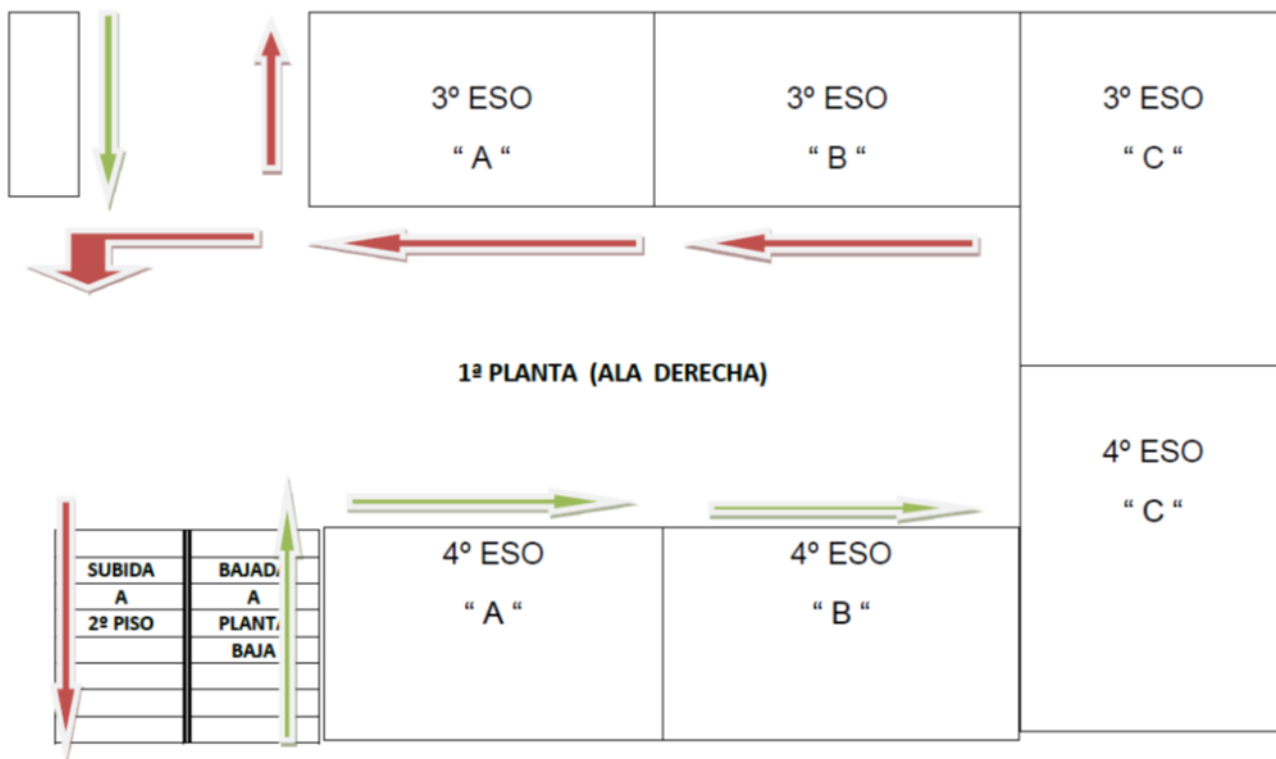 3º ESO
“ A “
3º ESO
“ B “
3º ESO
“ C “
1ª PLANTA (ALA DERECHA)
4º ESO
“ C “
SUBIDA
A
2º PISO
BAJADA
A
PLANTA
BAJA
4º ESO
“ A “
4º ESO
“ B “